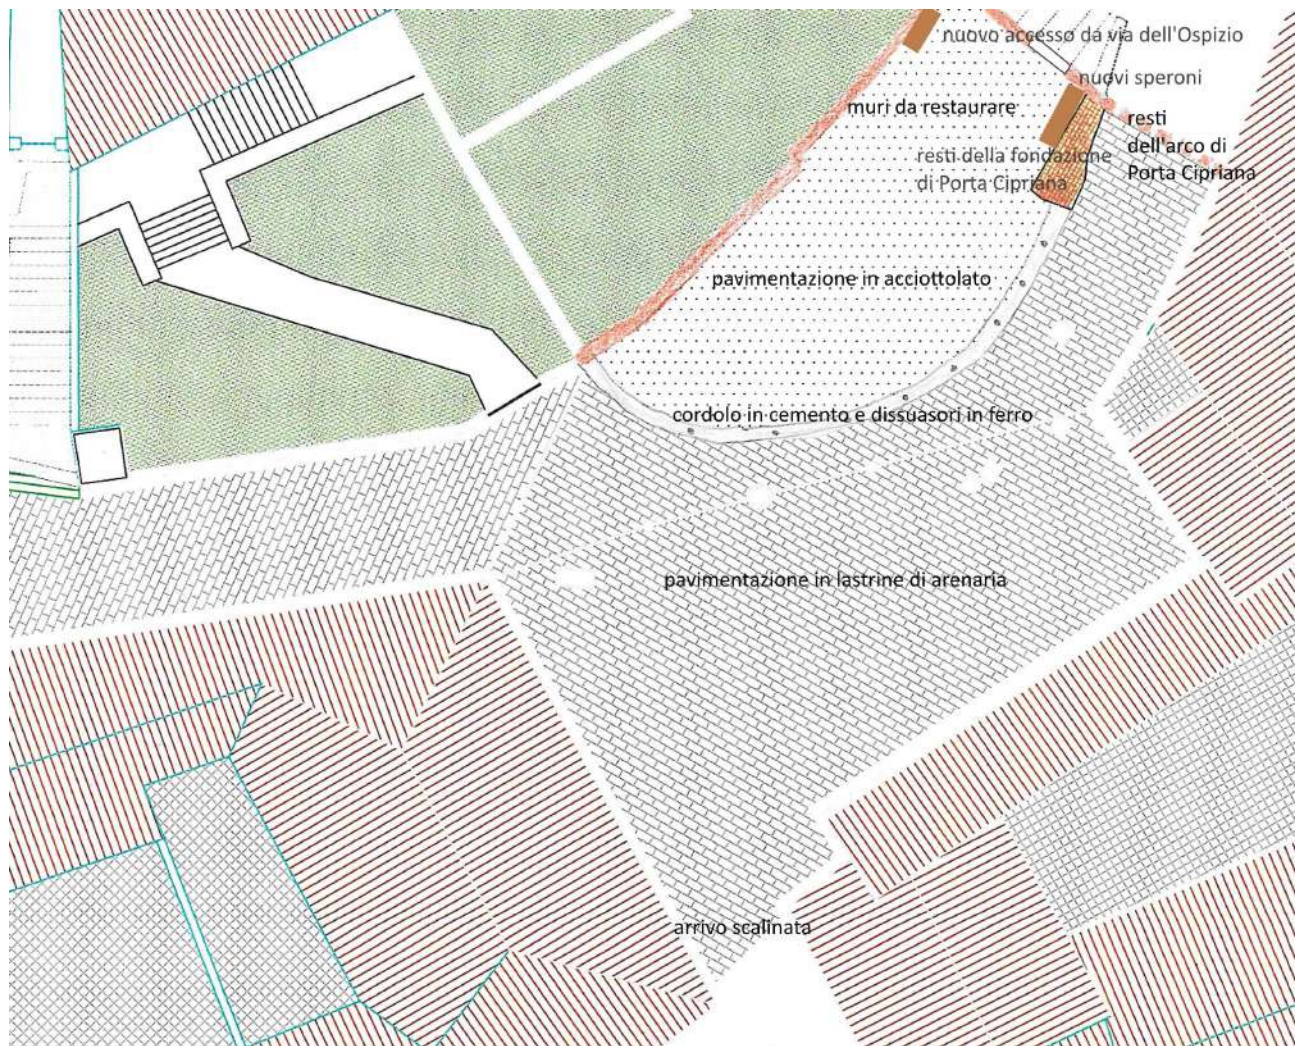 nuovo accesso da via dell'Ospizio
nuovi speroni
muri da restaurare
resti
dell'arco di
Porta Cipriana
resti della fondazione
di Porta Cipriana
pavimentazione in acciottolato
cordolo in cemento e dissuasori in ferro
pavimentazione in lastrine di arenaria
arrivo scalinata